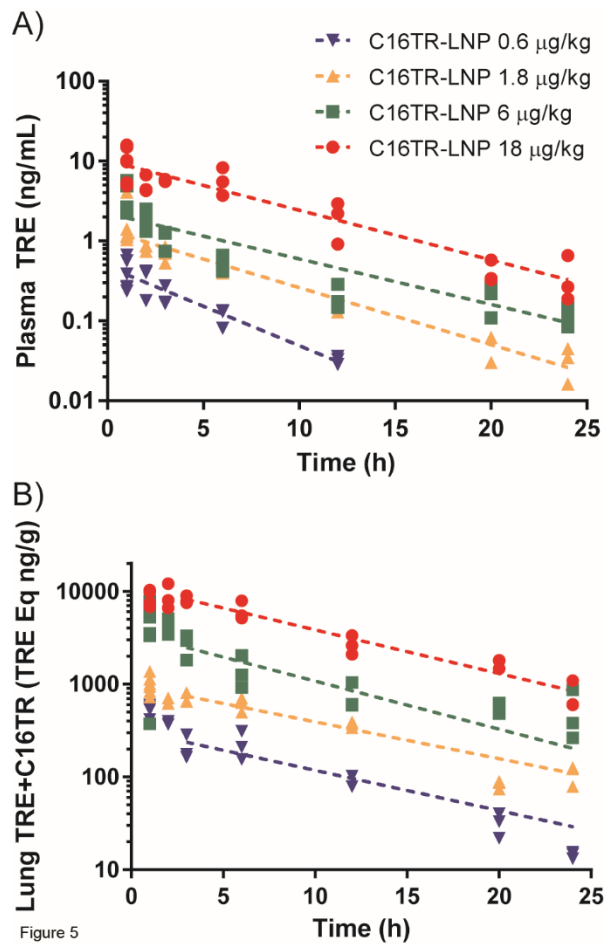 A)
C16TR-LNP 0.6 μg/kg
C16TR-LNP 1.8 μg/kg
C16TR-LNP 6 μg/kg
C16TR-LNP 18 μg/kg
Plasma TRE (ng/mL)
100
10
1
0.1
0.01
0 5 10 15 20 25
Time (h)
B)
Lung TRE+C16TR (TRE Eq ng/g)
10000
1000
100
10
0 5 10 15 20 25
Time (h)
Figure 5